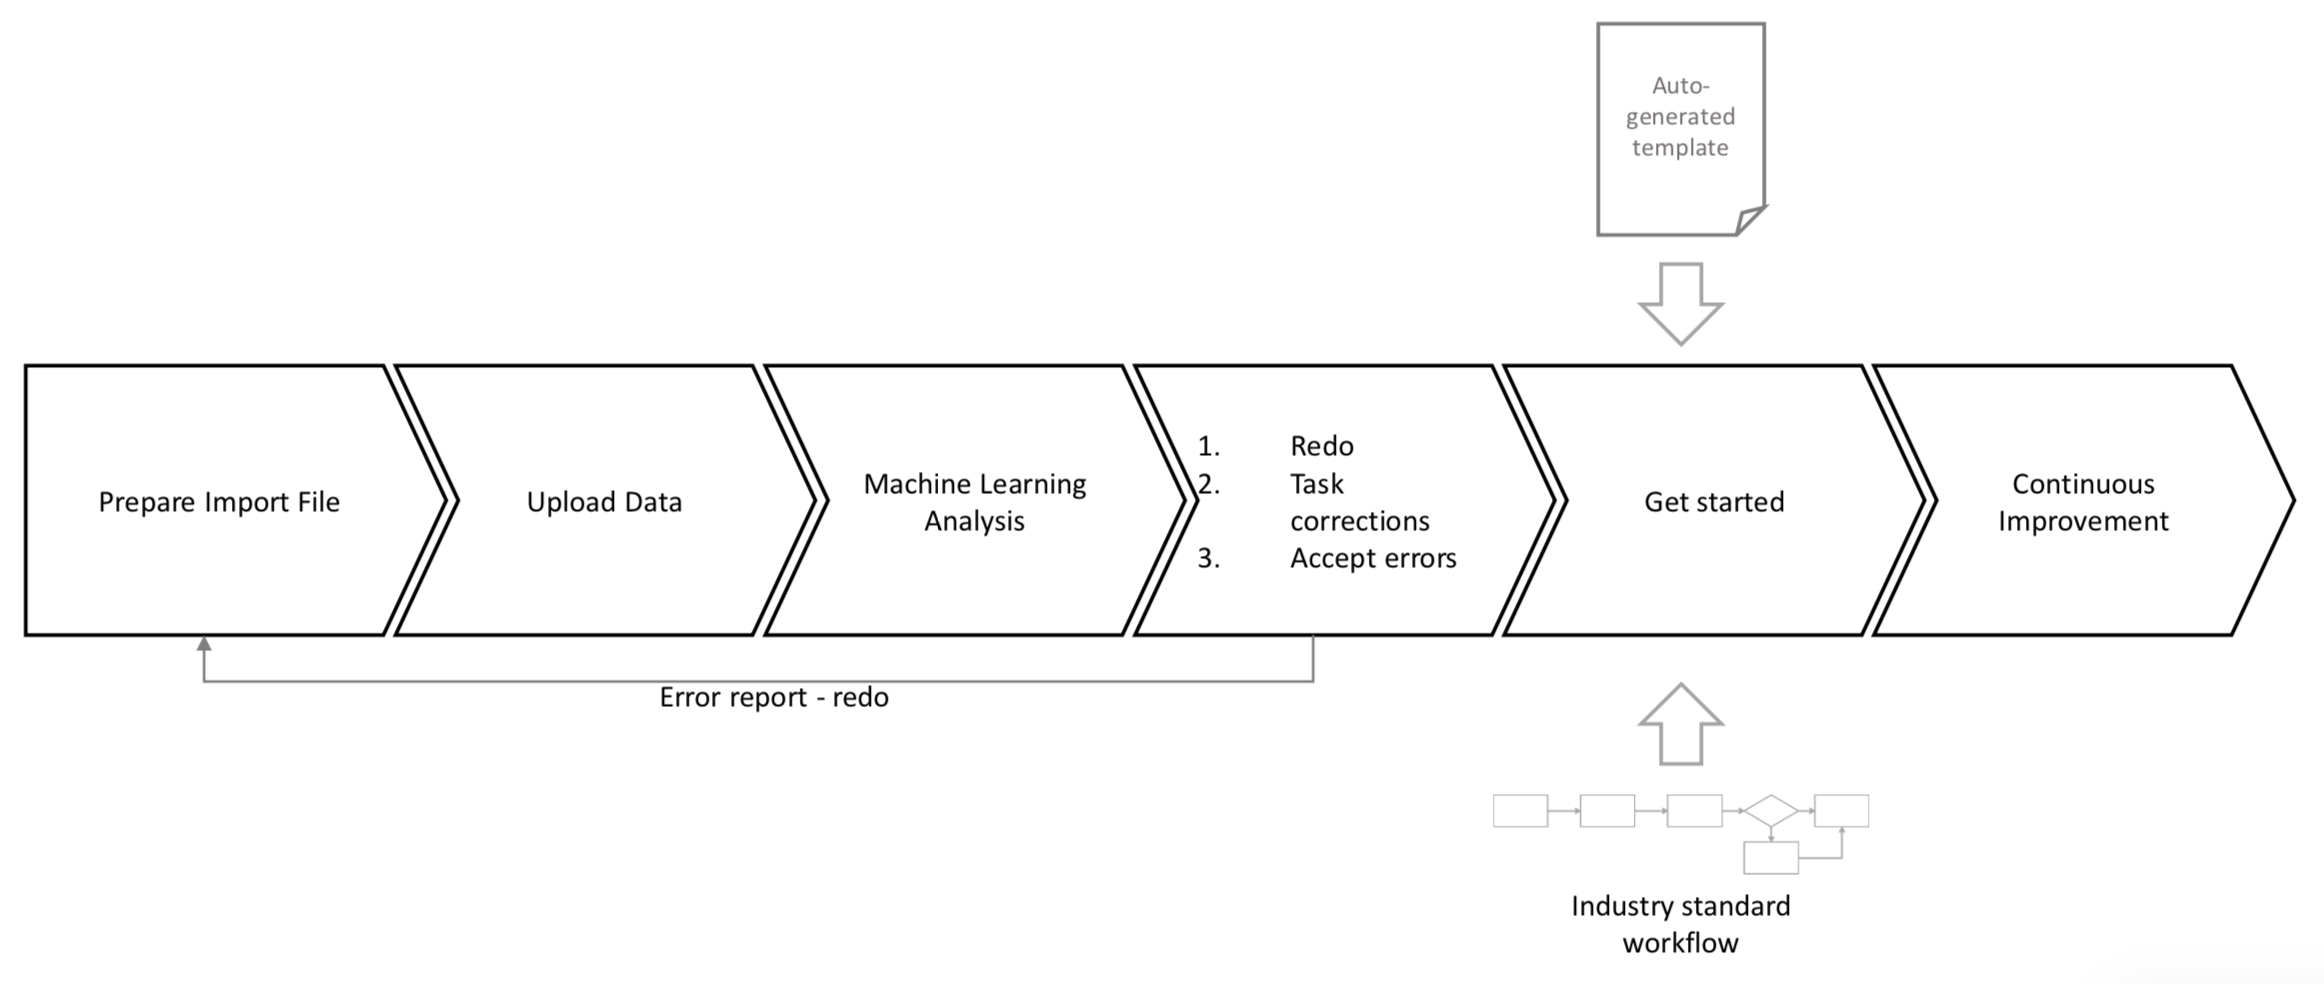 Auto-
generated
template
Prepare Import File
Upload Data
Machine Learning
Analysis
1. Redo
2. Task
corrections
3. Accept errors
Get started
Continuous
Improvement
Error report - redo
Industry standard
workflow